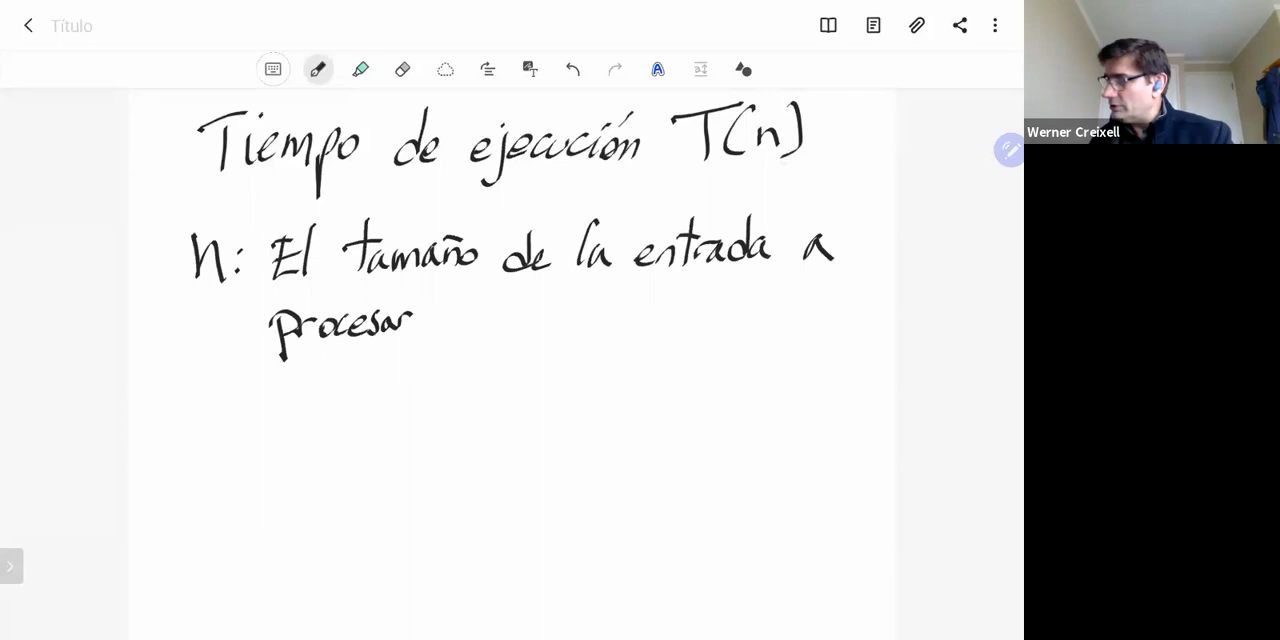 Título
Tiempo de ejecución T(n)
n: El tamaño de la entrada a
procesar
Werner Creixell